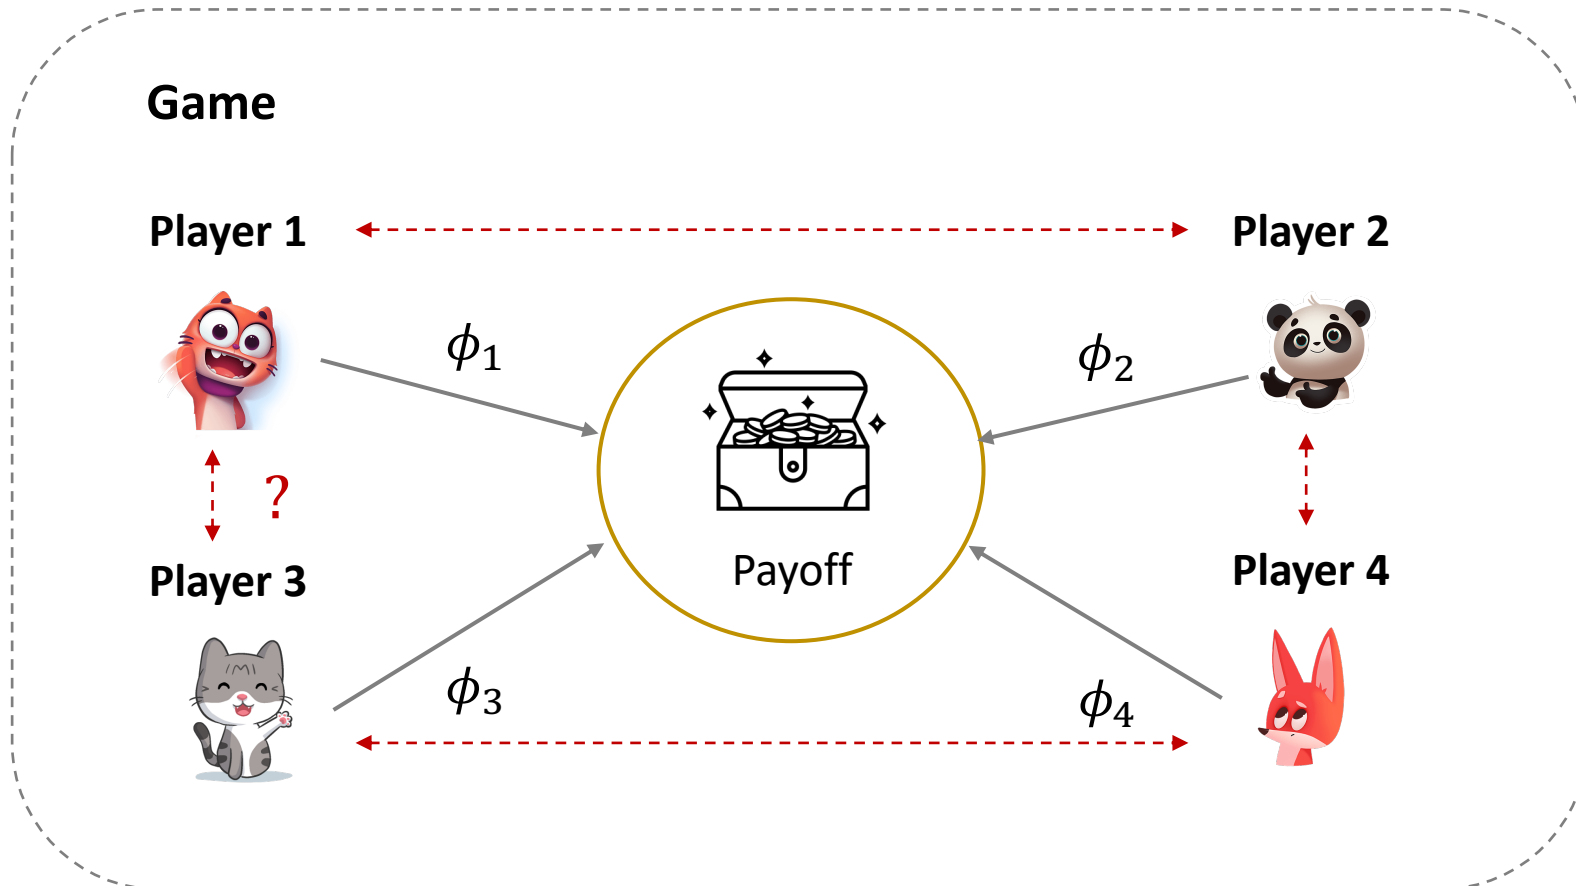 Game
Player 1
Player 2
ϕ₁
ϕ₂
?
Payoff
Player 3
Player 4
ϕ₃
ϕ₄